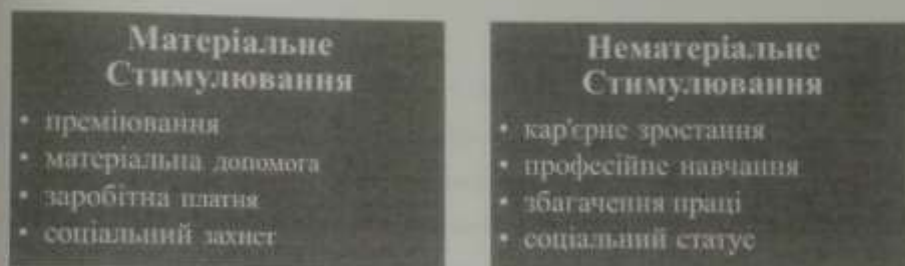 Матеріальне
Стимулювання
• преміювання
• матеріальна допомога
• заробітна платня
• соціальний захист
Нематеріальне
Стимулювання
• кар'єрне зростання
• професійне навчання
• збагачення праці
• соціальний статус